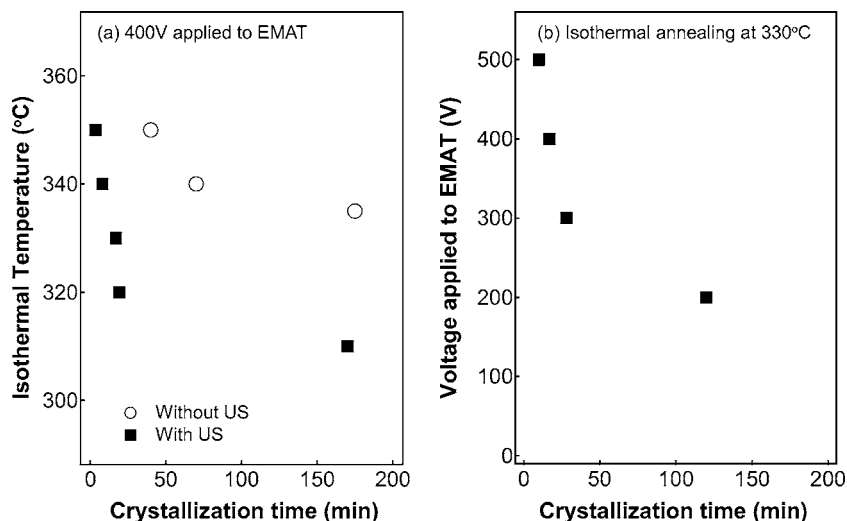 (a) 400V applied to EMAT
Isothermal Temperature (ºC)
360
340
320
300
Without US
With US
0 50 100 150 200
Crystallization time (min)
(b) Isothermal annealing at 330ºC
Voltage applied to EMAT (V)
500
400
300
200
100
0
0 50 100 150 200
Crystallization time (min)